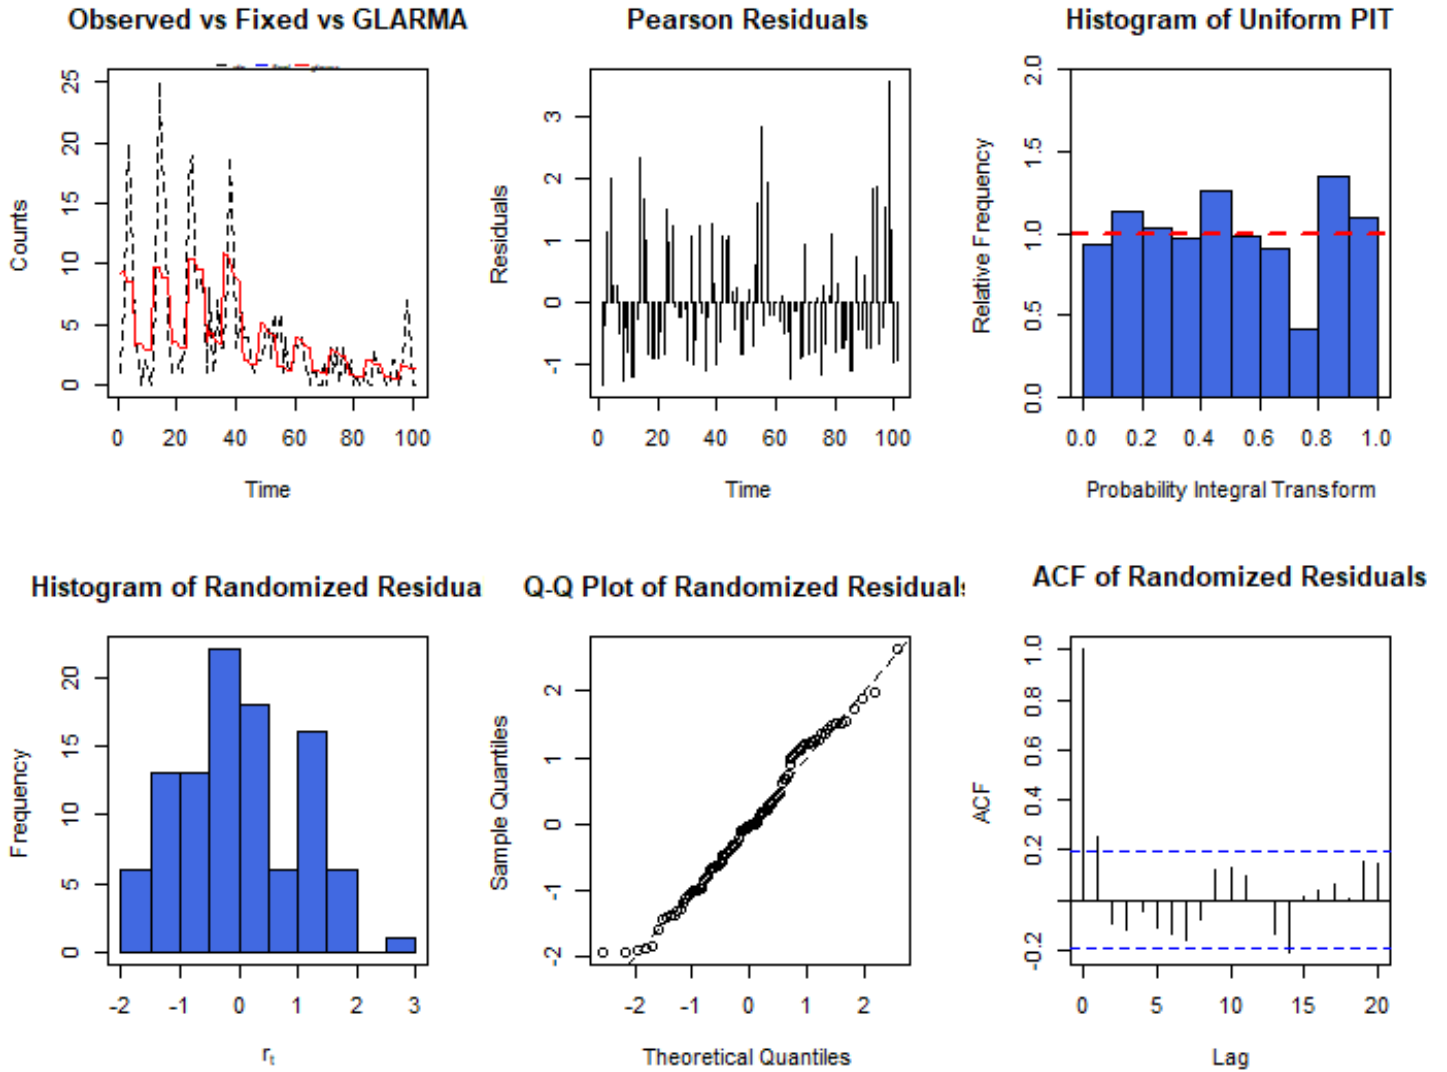 Observed vs Fixed vs GLARMA
25
20
15
10
5
0
Counts
0 20 40 60 80 100
Time
Pearson Residuals
3
2
1
0
-1
Residuals
0 20 40 60 80 100
Time
Histogram of Uniform PIT
2.0
1.5
1.0
0.5
0.0
Relative Frequency
0.0 0.2 0.4 0.6 0.8 1.0
Probability Integral Transform
Histogram of Randomized Residua
20
15
10
5
0
Frequency
-2 -1 0 1 2 3
rt
Q-Q Plot of Randomized Residuals
2
1
0
-1
-2
Sample Quantiles
-2 -1 0 1 2
Theoretical Quantiles
ACF of Randomized Residuals
1.0
0.8
0.6
0.4
0.2
-0.2
ACF
0 5 10 15 20
Lag